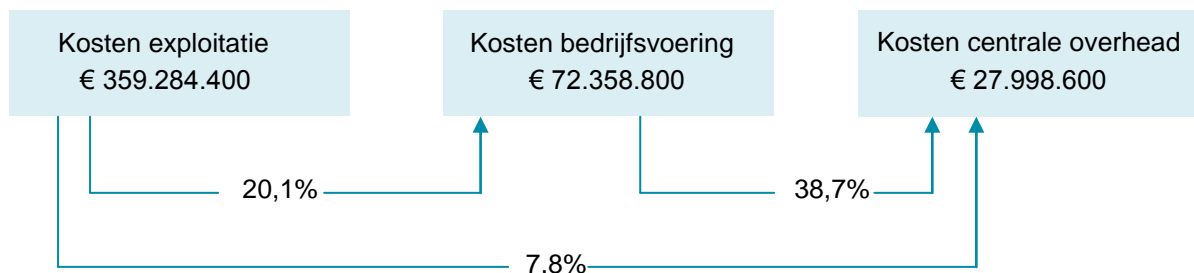 Kosten exploitatie
€ 359.284.400
Kosten bedrijfsvoering
€ 72.358.800
Kosten centrale overhead
€ 27.998.600
20,1%
38,7%
7,8%